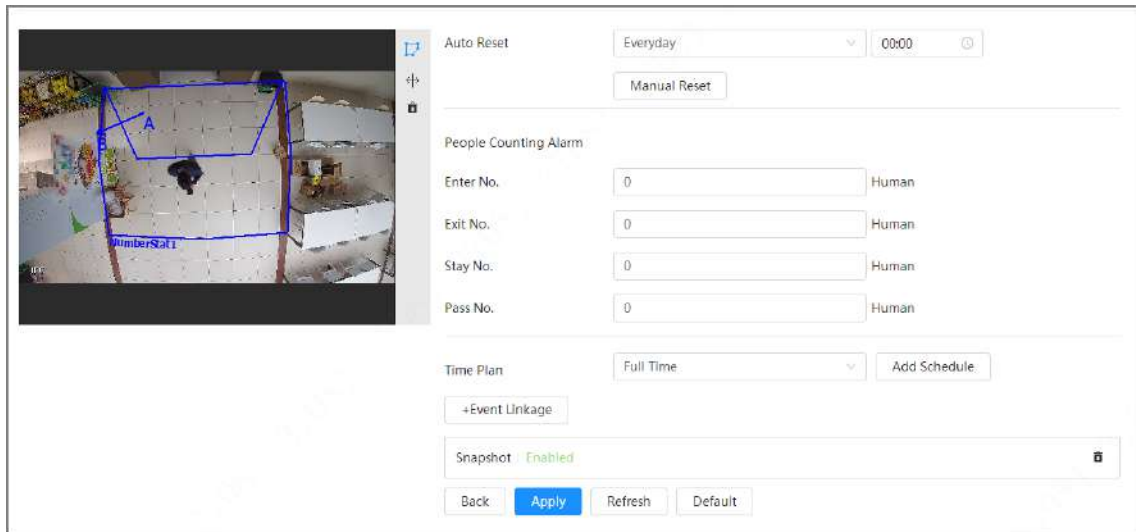 Auto Reset
Everyday
00:00
Manual Reset
A
B
NumberStat1
IPC
People Counting Alarm
Enter No.
0
Human
Exit No.
0
Human
Stay No.
0
Human
Pass No.
0
Human
Time Plan
Full Time
Add Schedule
+Event Linkage
Snapshot
Enabled
Back
Apply
Refresh
Default